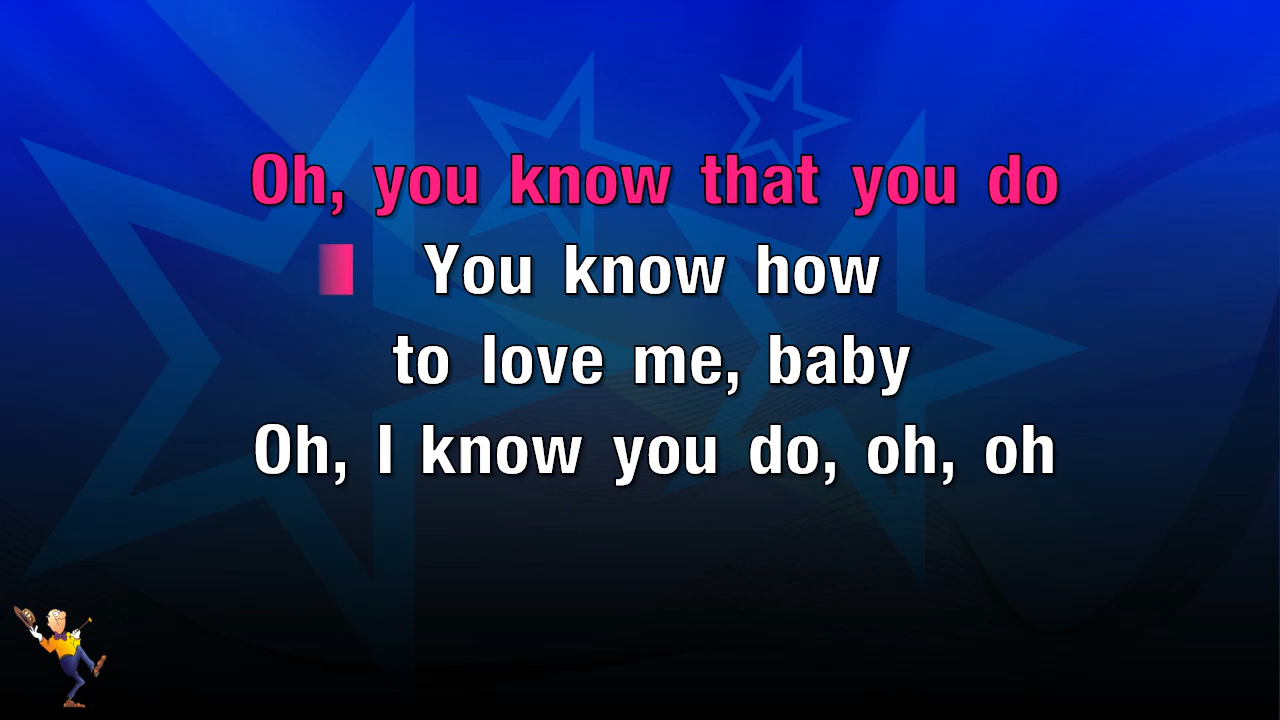 Oh, you know that you do
You know how
to love me, baby
Oh, I know you do, oh, oh